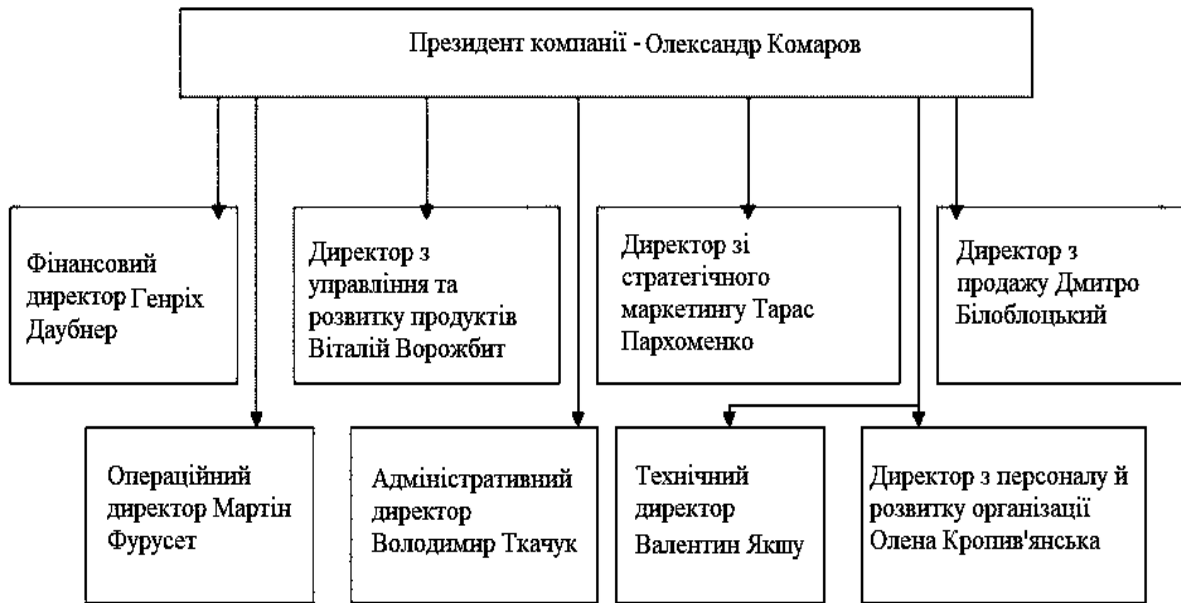 Президент компанії - Олександр Комаров
Фінансовий
директор Генріх
Даубнер
Директор з
управління та
розвитку продуктів
Віталій Ворожбит
Директор зі
стратегічного
маркетингу Тарас
Пархоменко
Директор з
продажу Дмитро
Білоблоцький
Операційний
директор Мартін
Фурусет
Адміністративний
директор
Володимир Ткачук
Технічний
директор
Валентин Якшу
Директор з персоналу й
розвитку організації
Олена Кропив'янська